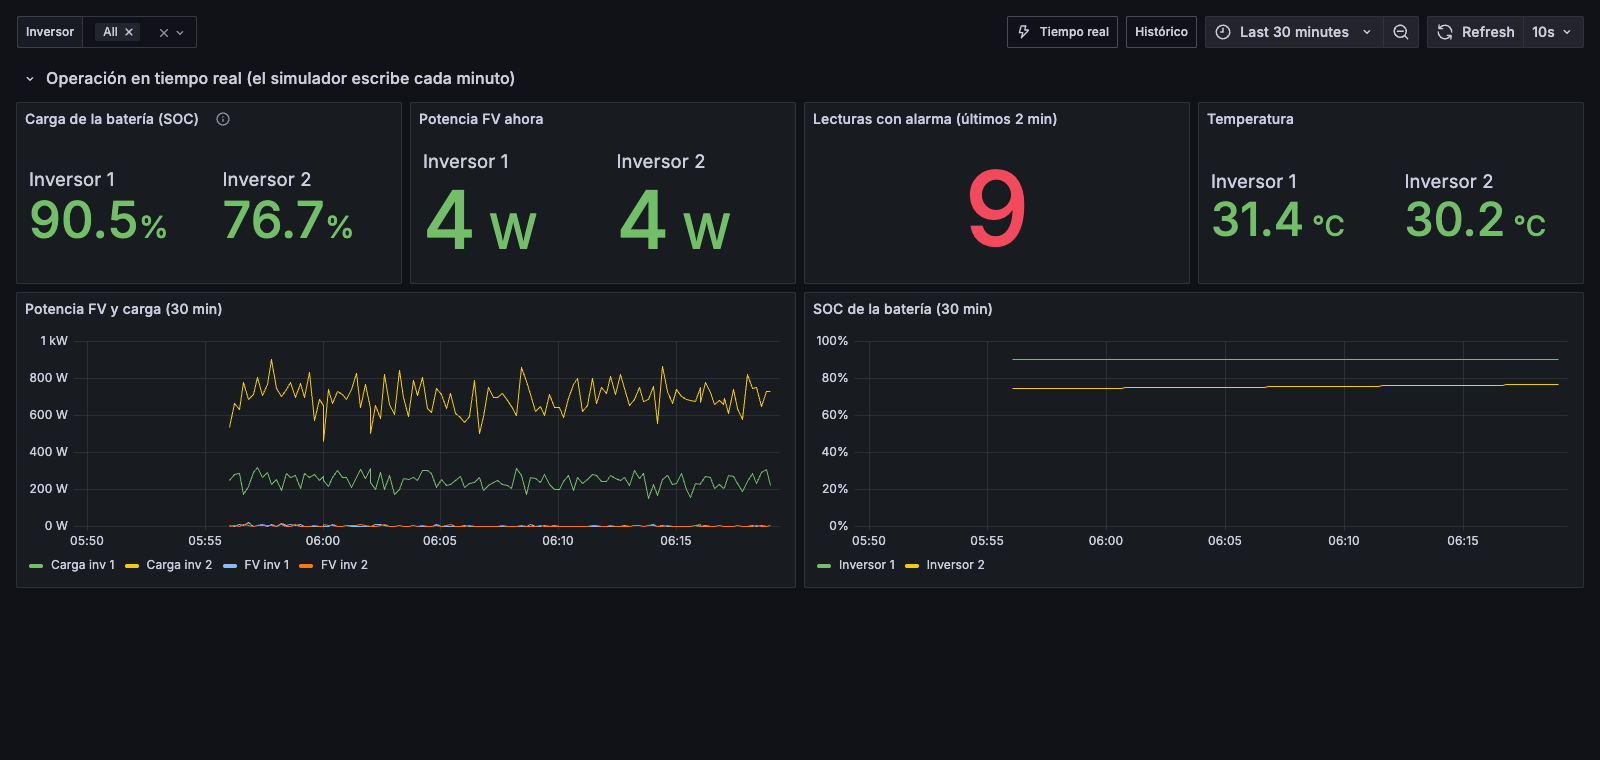 Inversor All Tiempo real Histórico Last 30 minutes Refresh 10s
Operación en tiempo real (el simulador escribe cada minuto)
Carga de la batería (SOC)
Inversor 1 Inversor 2
90.5% 76.7%
Potencia FV ahora
Inversor 1 Inversor 2
4 W 4 W
Lecturas con alarma (últimos 2 min)
9
Temperatura
Inversor 1 Inversor 2
31.4 °C 30.2 °C
Potencia FV y carga (30 min)
1 kW
800 W
600 W
400 W
200 W
0 W
05:50 05:55 06:00 06:05 06:10 06:15
Carga inv 1 Carga inv 2 FV inv 1 FV inv 2
SOC de la batería (30 min)
100%
80%
60%
40%
20%
0%
05:50 05:55 06:00 06:05 06:10 06:15
Inversor 1 Inversor 2